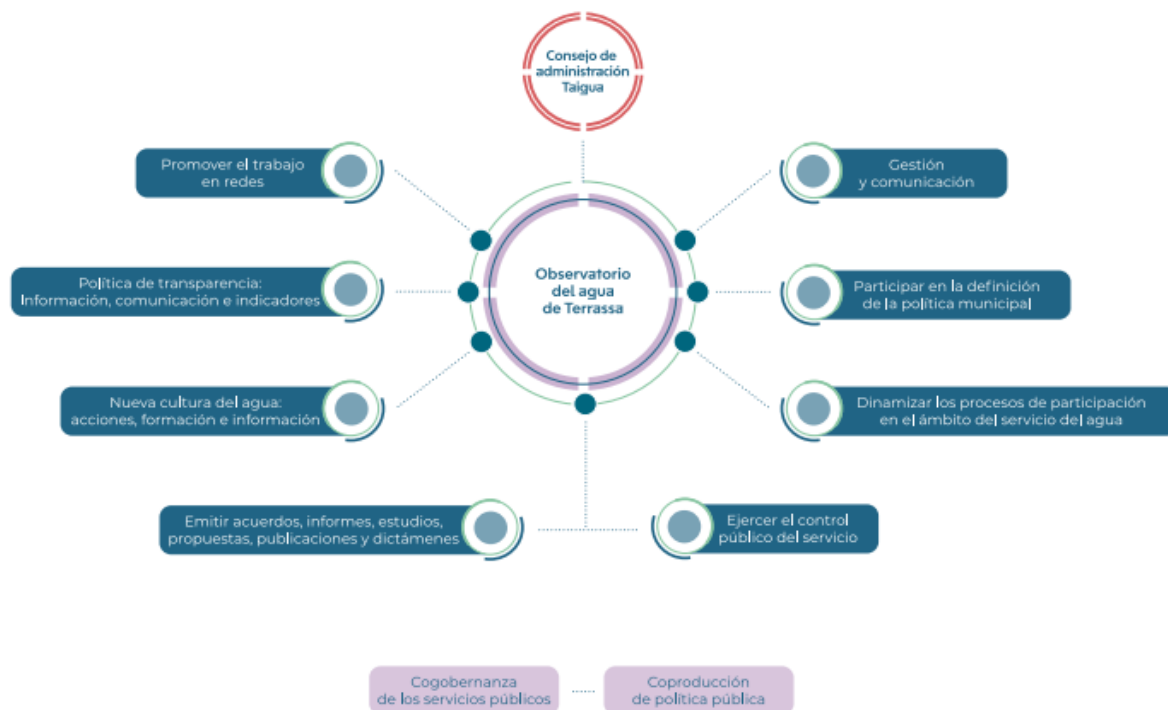 Consejo de
administración
Taigua
Promover el trabajo
en redes
Gestión
y comunicación
Política de transparencia:
Información, comunicación e indicadores
Observatorio
del agua
de Terrassa
Participar en la definición
de la política municipal
Nueva cultura del agua:
acciones, formación e información
Dinamizar los procesos de participación
en el ámbito del servicio del agua
Emitir acuerdos, informes, estudios,
propuestas, publicaciones y dictámenes
Ejercer el control
público del servicio
Cogobernanza
de los servicios públicos
Coproducción
de política pública